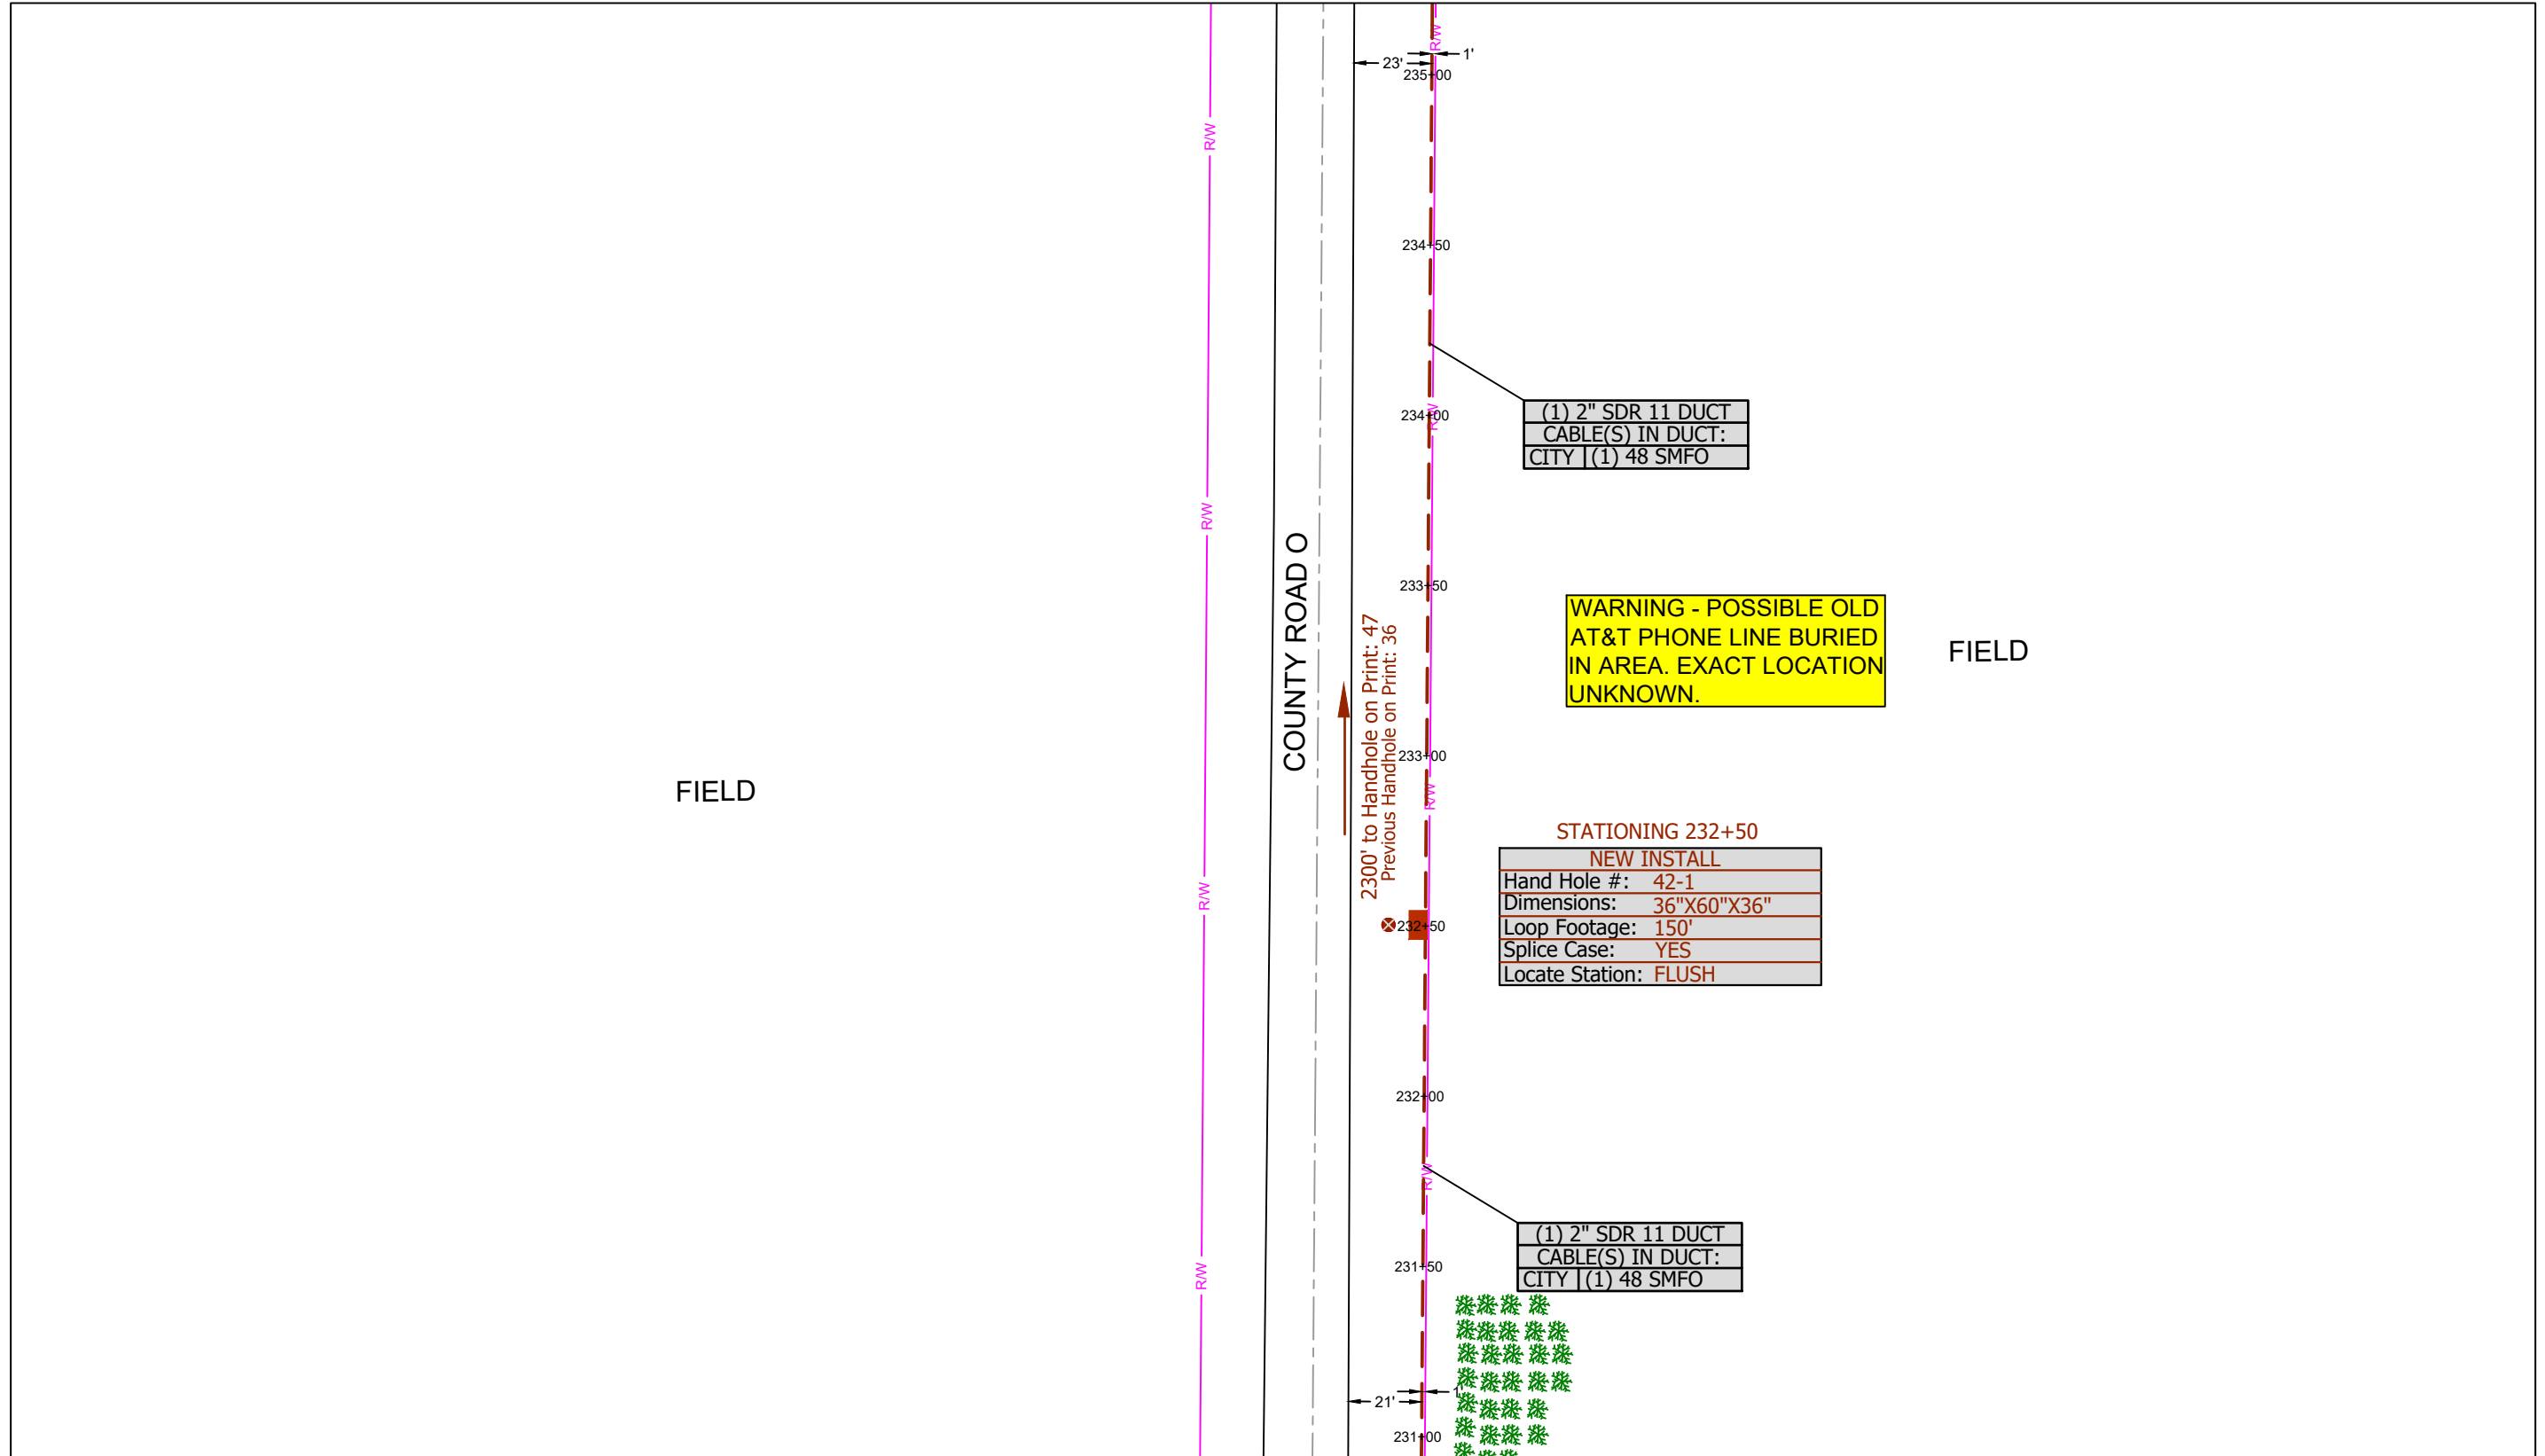 R/W
1'
23'
235+00
R/W
234+50
(1) 2" SDR 11 DUCT
CABLE(S) IN DUCT:
CITY (1) 48 SMFO
234+00
R/W
R/W
COUNTY ROAD O
233+50
2300' to Handhole on Print: 47
Previous Handhole on Print: 36
WARNING - POSSIBLE OLD
AT&T PHONE LINE BURIED
IN AREA. EXACT LOCATION
UNKNOWN.
FIELD
233+00
FIELD
R/W
STATIONING 232+50
NEW INSTALL
Hand Hole #: 42-1
Dimensions: 36"X60"X36"
Loop Footage: 150'
Splice Case: YES
Locate Station: FLUSH
R/W
232+50
232+00
R/W
(1) 2" SDR 11 DUCT
CABLE(S) IN DUCT:
CITY (1) 48 SMFO
231+50
R/W
1'
21'
231+00